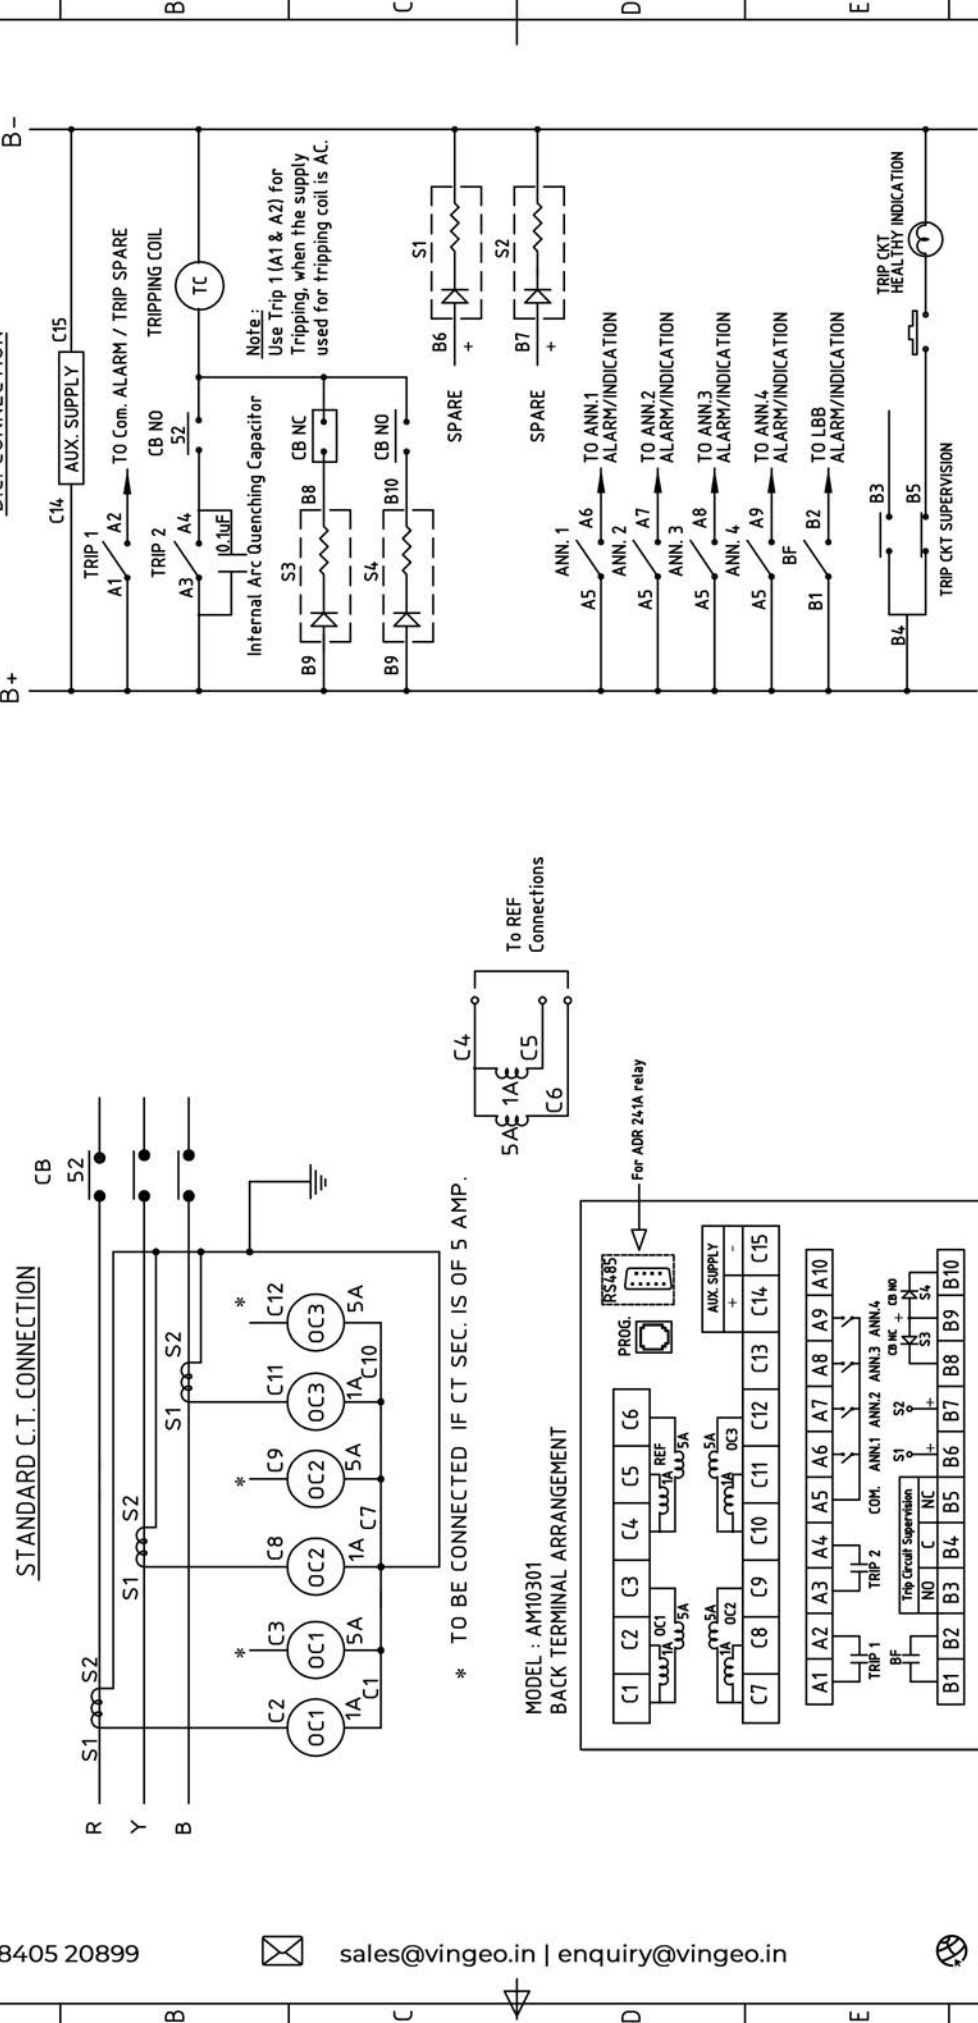 B
C
D
E
B-
B+
C14
AUX. SUPPLY
C15
TRIP 1
A1
A2
TO Com. ALARM / TRIP SPARE
TRIP 2
A3
A4
0.1uF
CB NO
52
TRIPPING COIL
TC
Internal Arc Quenching Capacitor
Note :
Use Trip 1 (A1 & A2) for
Tripping, when the supply
used for tripping coil is AC.
B9
S3
B8
CB NC
B9
S4
B10
CB NO
SPARE
B6
+
S1
SPARE
B7
+
S2
ANN. 1
A5
A6
TO ANN.1
ALARM/INDICATION
ANN. 2
A5
A7
TO ANN.2
ALARM/INDICATION
ANN. 3
A5
A8
TO ANN.3
ALARM/INDICATION
ANN. 4
A5
A9
TO ANN.4
ALARM/INDICATION
BF
B1
B2
TO LBB
ALARM/INDICATION
B4
B3
B5
TRIP CKT SUPERVISION
TRIP CKT
HEALTHY INDICATION
STANDARD C.T. CONNECTION
CB
52
R
Y
B
S1
S2
S1
S2
S1
S2
C2
* C3
C8
* C9
C11
* C12
OC1
OC1
OC2
OC2
OC3
OC3
1A
5A
1A
5A
1A
5A
C1
C7
C10
* TO BE CONNECTED IF CT SEC. IS OF 5 AMP.
C4
5A
1A
C5
C6
To REF
Connections
MODEL : AM10301
BACK TERMINAL ARRANGEMENT
C1 C2 C3 C4 C5 C6
1A OC1
5A
1A REF
5A
PROG.
RS485
For ADR 241A relay
AUX. SUPPLY
+ -
5A
1A OC2
5A
1A OC3
C7 C8 C9 C10 C11 C12 C13 C14 C15
A1 A2 A3 A4 A5 A6 A7 A8 A9 A10
TRIP 1
TRIP 2
COM. ANN.1 ANN.2 ANN.3 ANN.4
BF
Trip Circuit Supervision
NO C NC
S1 S2
+ +
CB NC + CB NO
S3 S4
B1 B2 B3 B4 B5 B6 B7 B8 B9 B10
8405 20899
sales@vingeo.in | enquiry@vingeo.in
B
C
D
E